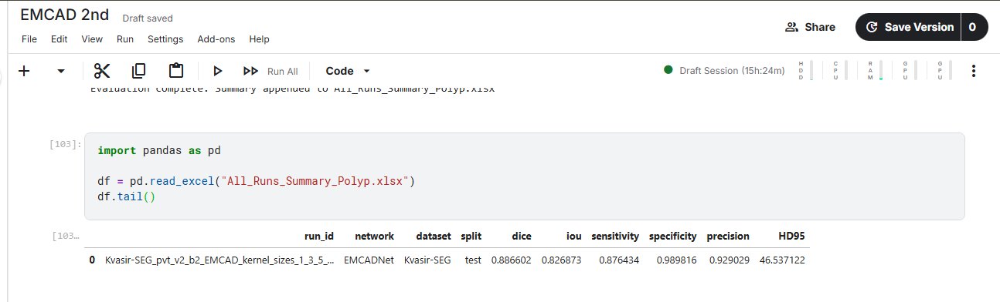 EMCAD 2nd Draft saved
File Edit View Run Settings Add-ons Help
Share
Save Version 0
Run All Code
Draft Session (15h:24m) HDD CPU RAM GPU GPU
Evaluation complete. Summary appended to All_Runs_Summary_Polyp.xlsx
[103]:
import pandas as pd
df = pd.read_excel("All_Runs_Summary_Polyp.xlsx")
df.tail()
[103…
run_id network dataset split dice iou sensitivity specificity precision HD95
0 Kvasir-SEG_pvt_v2_b2_EMCAD_kernel_sizes_1_3_5_... EMCADNet Kvasir-SEG test 0.886602 0.826873 0.876434 0.989816 0.929029 46.537122